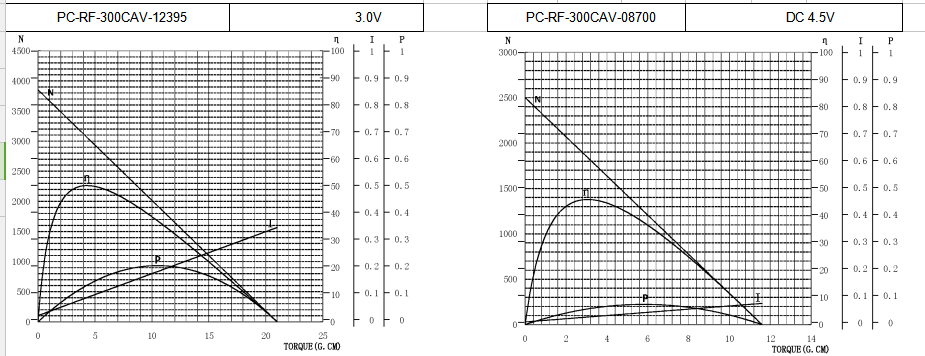 PC-RF-300CAV-12395 3.0V
N η I P
4500 100 1 1
4000 90 0.9 0.9
3500 80 0.8 0.8
3000 70 0.7 0.7
2500 60 0.6 0.6
2000 50 0.5 0.5
1500 40 0.4 0.4
1000 30 0.3 0.3
500 20 0.2 0.2
10 0.1 0.1
0 0 0 0
N
η
I
P
0 5 10 15 20 25
TORQUE(G.CM)
PC-RF-300CAV-08700 DC 4.5V
N η I P
3000 100 1 1
2500 90 0.9 0.9
2000 80 0.8 0.8
1500 70 0.7 0.7
1000 60 0.6 0.6
500 50 0.5 0.5
40 0.4 0.4
30 0.3 0.3
20 0.2 0.2
10 0.1 0.1
0 0 0 0
N
η
P
I
0 2 4 6 8 10 12 14
TORQUE(G.CM)